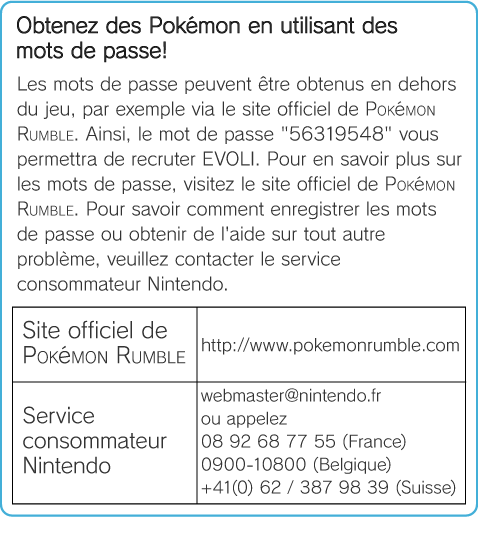 Obtenez des Pokémon en utilisant des
mots de passe!
Les mots de passe peuvent être obtenus en dehors
du jeu, par exemple via le site officiel de POKéMON
RUMBLE. Ainsi, le mot de passe "56319548" vous
permettra de recruter EVOLI. Pour en savoir plus sur
les mots de passe, visitez le site officiel de POKéMON
RUMBLE. Pour savoir comment enregistrer les mots
de passe ou obtenir de l'aide sur tout autre
problème, veuillez contacter le service
consommateur Nintendo.
Site officiel de
POKéMON RUMBLE
http://www.pokemonrumble.com
Service
consommateur
Nintendo
webmaster@nintendo.fr
ou appelez
08 92 68 77 55 (France)
0900-10800 (Belgique)
+41(0) 62 / 387 98 39 (Suisse)